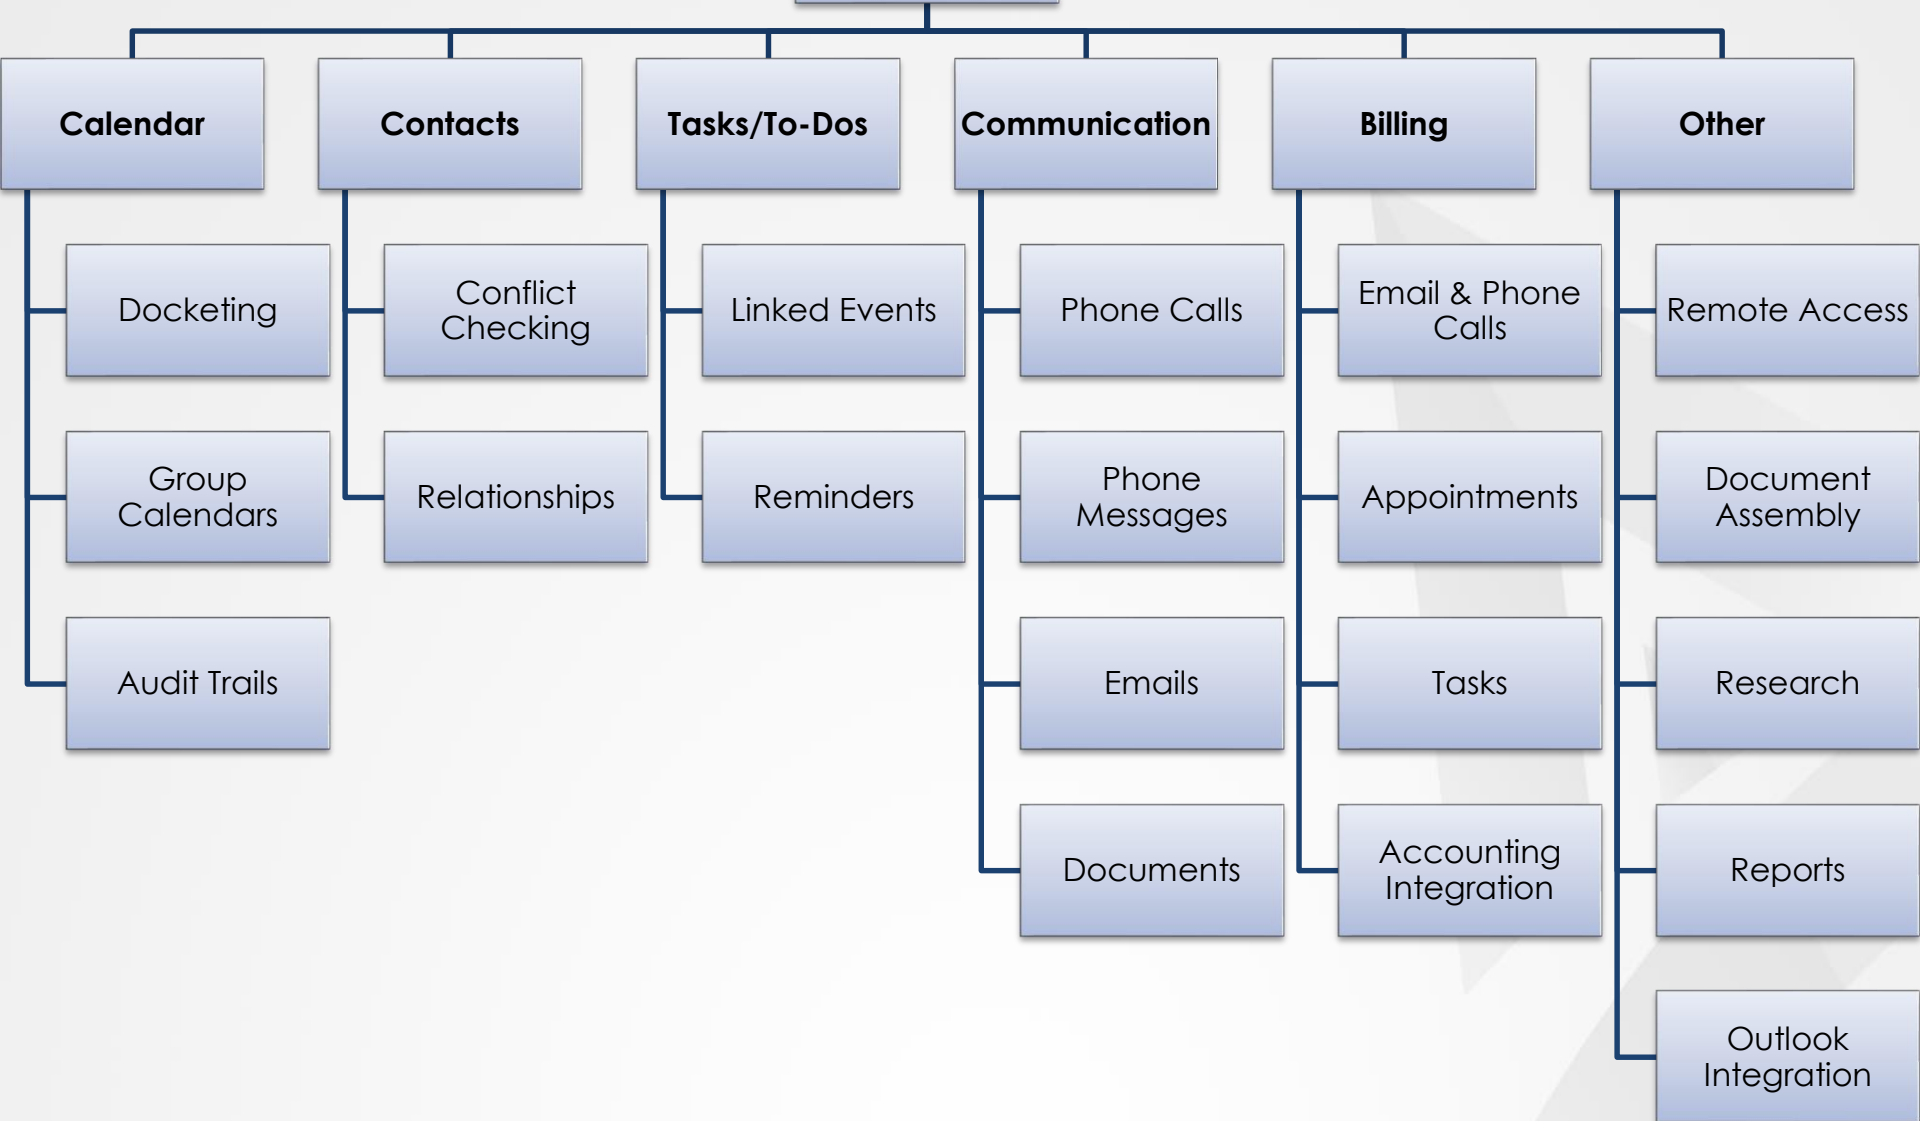 Calendar
Docketing
Group
Calendars
Audit Trails
Contacts
Conflict
Checking
Relationships
Tasks/To-Dos
Linked Events
Reminders
Communication
Phone Calls
Phone
Messages
Emails
Documents
Billing
Email & Phone
Calls
Appointments
Tasks
Accounting
Integration
Other
Remote Access
Document
Assembly
Research
Reports
Outlook
Integration